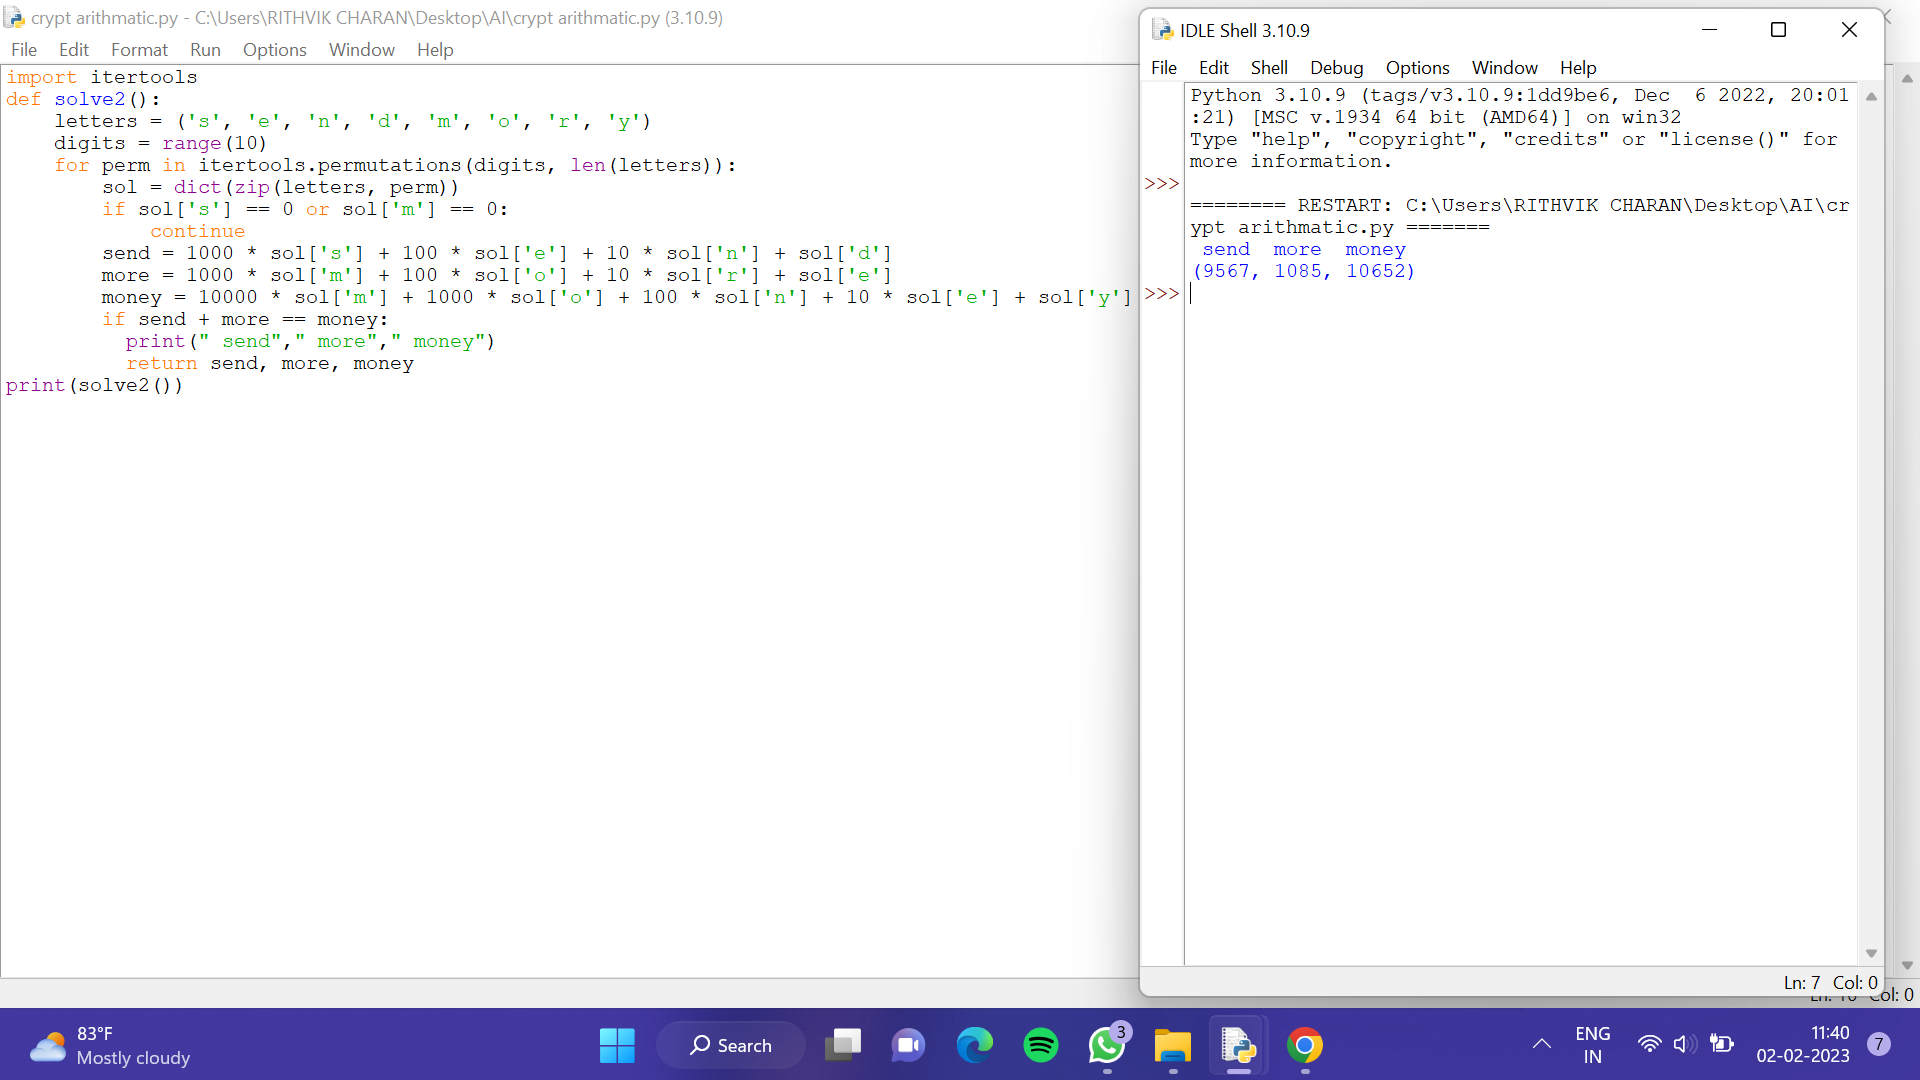 crypt arithmatic.py - C:\Users\RITHVIK CHARAN\Desktop\AI\crypt arithmatic.py (3.10.9)
File Edit Format Run Options Window Help
import itertools
def solve2():
    letters = ('s', 'e', 'n', 'd', 'm', 'o', 'r', 'y')
    digits = range(10)
    for perm in itertools.permutations(digits, len(letters)):
        sol = dict(zip(letters, perm))
        if sol['s'] == 0 or sol['m'] == 0:
            continue
        send = 1000 * sol['s'] + 100 * sol['e'] + 10 * sol['n'] + sol['d']
        more = 1000 * sol['m'] + 100 * sol['o'] + 10 * sol['r'] + sol['e']
        money = 10000 * sol['m'] + 1000 * sol['o'] + 100 * sol['n'] + 10 * sol['e'] + sol['y']
        if send + more == money:
          print(" send"," more"," money")
          return send, more, money
print(solve2())
IDLE Shell 3.10.9
File Edit Shell Debug Options Window Help
Python 3.10.9 (tags/v3.10.9:1dd9be6, Dec  6 2022, 20:01
:21) [MSC v.1934 64 bit (AMD64)] on win32
Type "help", "copyright", "credits" or "license()" for
more information.
>>>
======== RESTART: C:\Users\RITHVIK CHARAN\Desktop\AI\cr
ypt arithmatic.py =======
 send  more  money
(9567, 1085, 10652)
>>>
Ln: 7 Col: 0
Col: 0
83°F
Mostly cloudy
Search
3
ENG
IN
11:40
02-02-2023
7